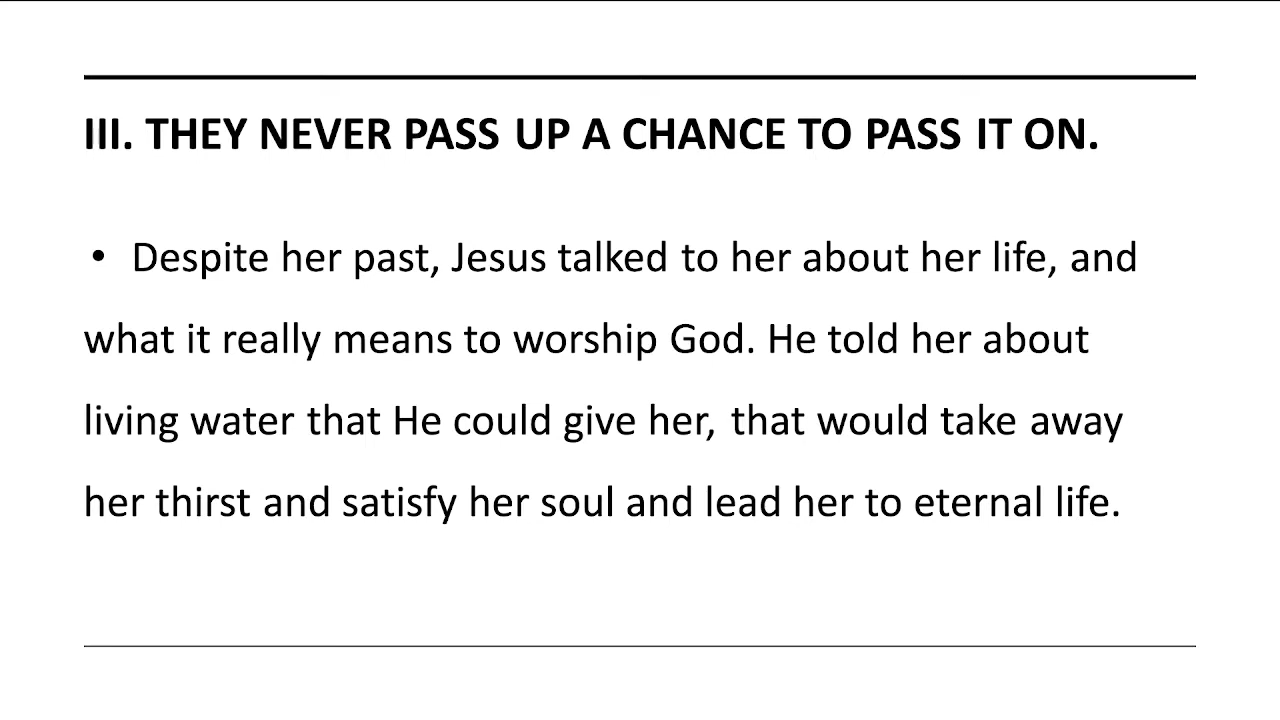 III. THEY NEVER PASS UP A CHANCE TO PASS IT ON.
• Despite her past, Jesus talked to her about her life, and
what it really means to worship God. He told her about
living water that He could give her, that would take away
her thirst and satisfy her soul and lead her to eternal life.